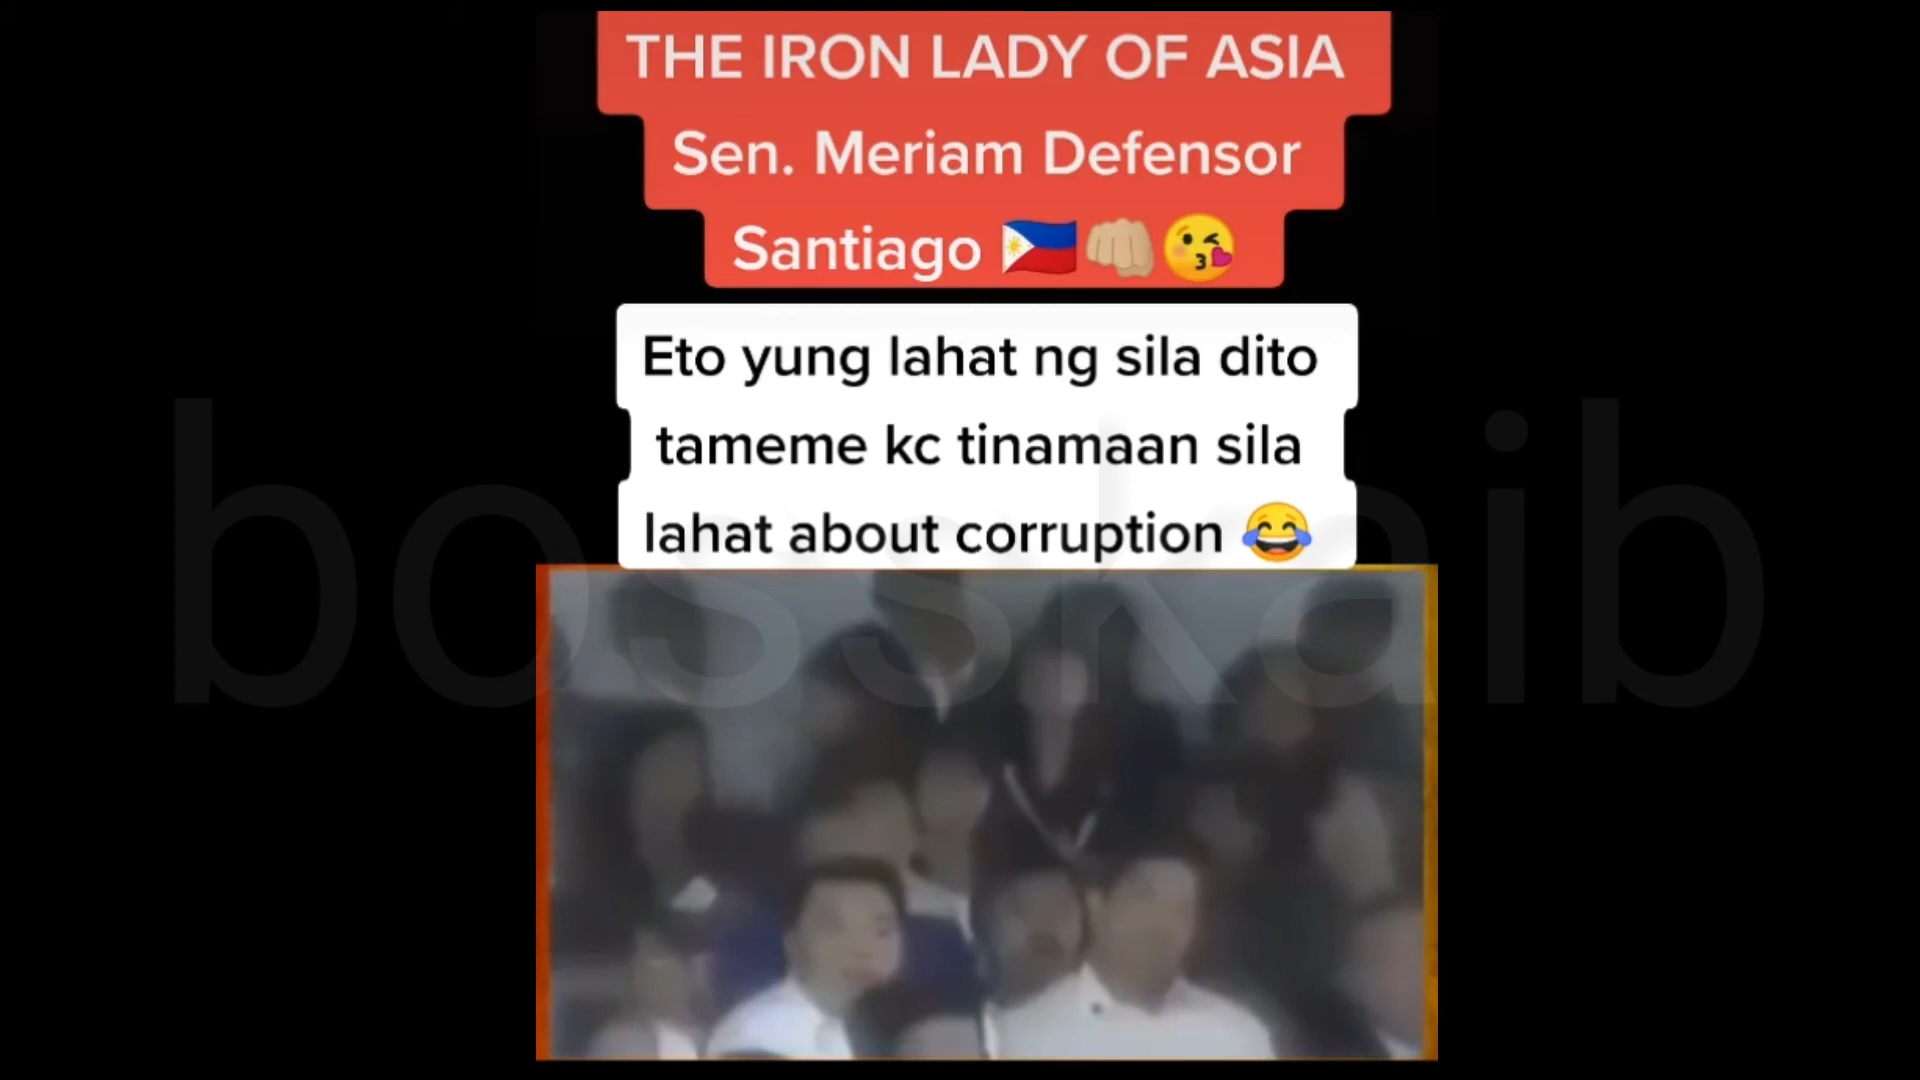 THE IRON LADY OF ASIA
Sen. Meriam Defensor
Santiago 🇵🇭👊🏼😘
Eto yung lahat ng sila dito
tameme kc tinamaan sila
lahat about corruption 😂
bosskaib